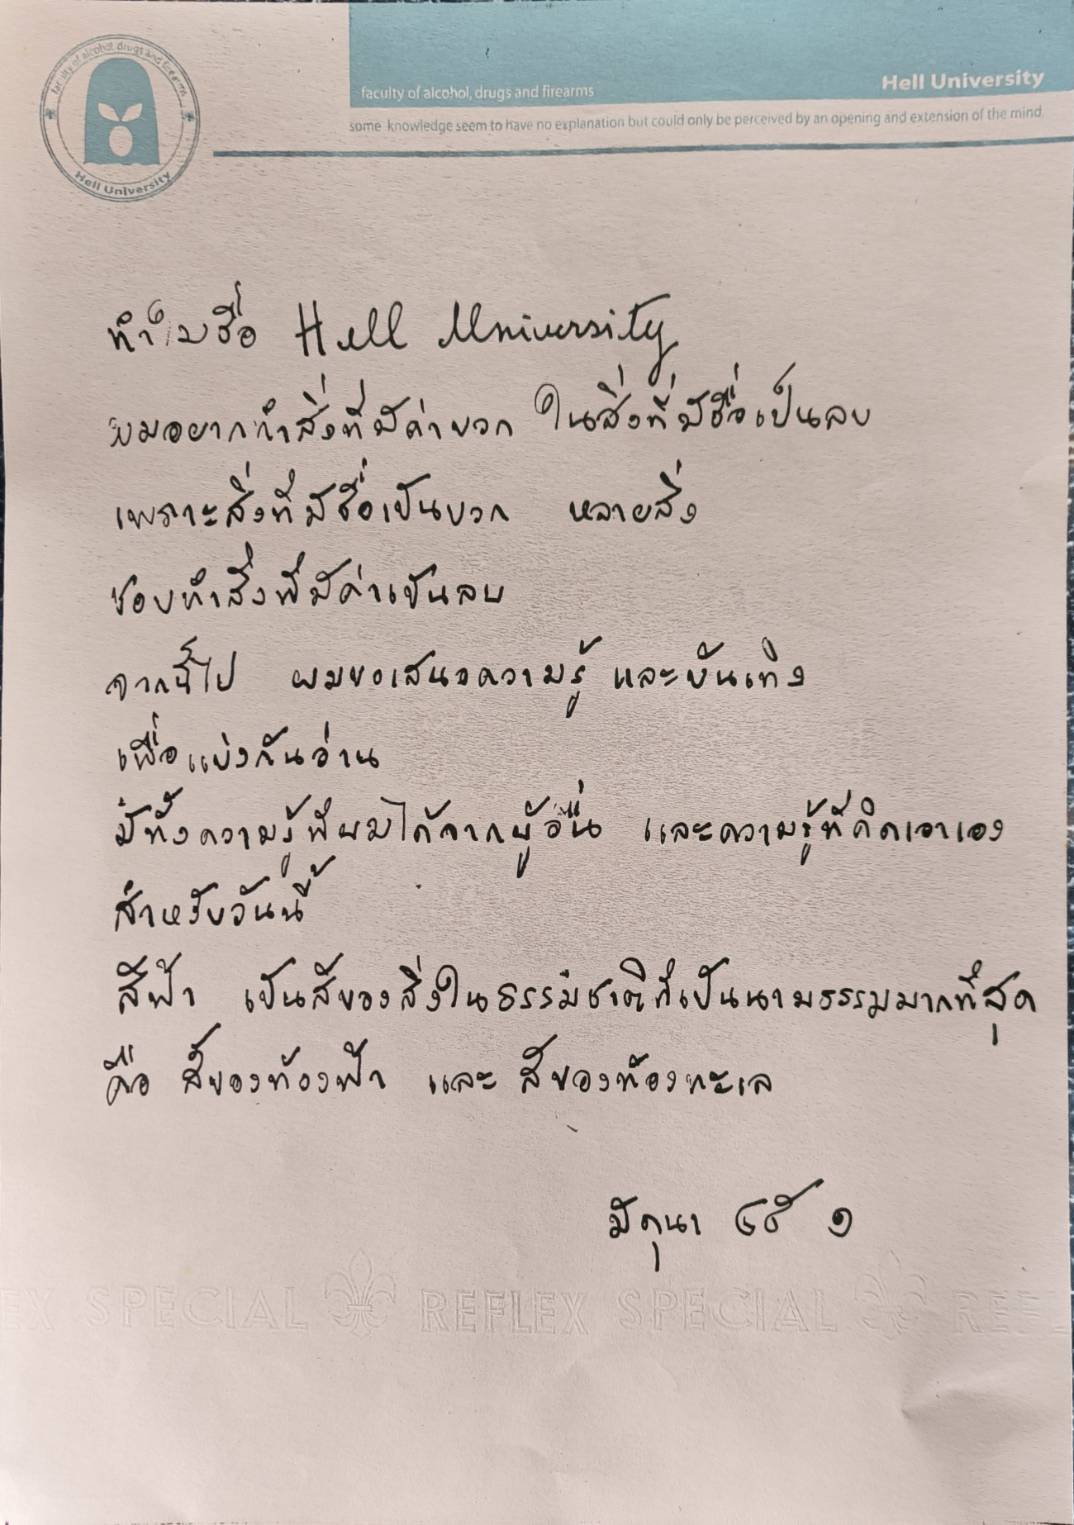 faculty of alcohol, drugs and firearms
Hell University
faculty of alcohol, drugs and firearms
Hell University
some knowledge seem to have no explanation but could only be perceived by an opening and extension of the mind.
ทำไมชื่อ Hell University
ผมอยากทำสิ่งที่มีค่าบวก ในสิ่งที่มีชื่อเป็นลบ
เพราะสิ่งที่มีชื่อเป็นบวก หลายสิ่ง
ชอบทำสิ่งที่มีค่าเป็นลบ
จากนี้ไป ผมขอเสนอความรู้ และบันเทิง
เพื่อแบ่งกันอ่าน
มีทั้งความรู้ที่ผมได้จากผู้อื่น และความรู้ที่คิดเอาเอง
สำหรับวันนี้
สีฟ้า เป็นสีของสิ่งในธรรมชาติที่เป็นนามธรรมมากที่สุด
คือ สีของท้องฟ้า และ สีของท้องทะเล
มิถุนา ๔๕ ๑
SPECIAL REFLEX SPECIAL